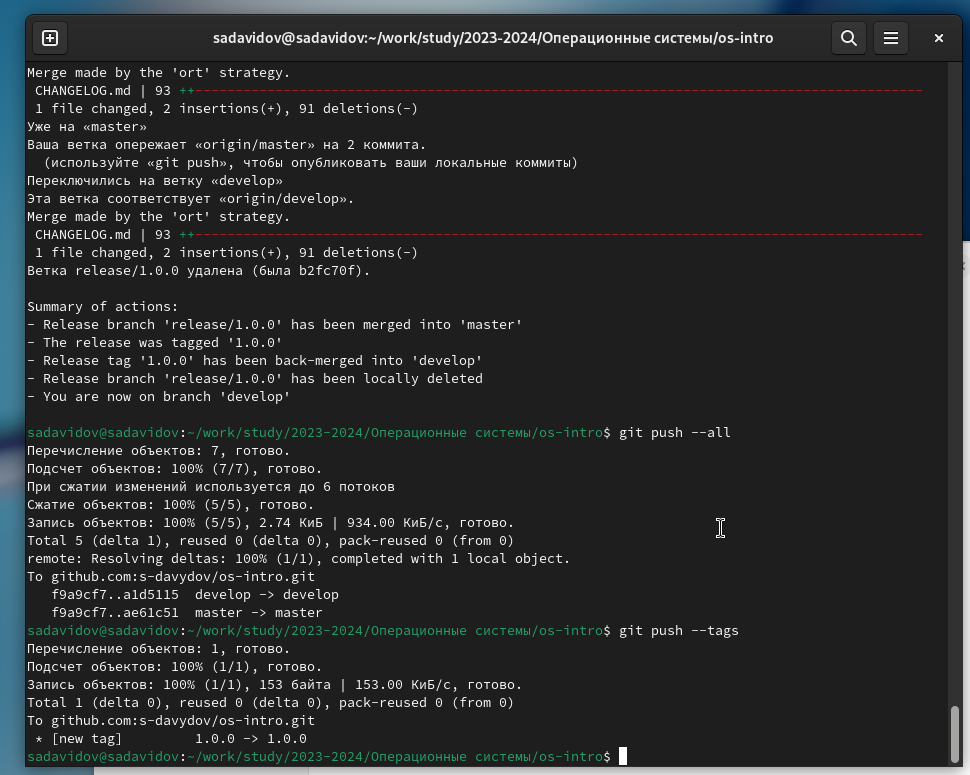 sadavidov@sadavidov:~/work/study/2023-2024/Операционные системы/os-intro
Merge made by the 'ort' strategy.
 CHANGELOG.md | 93 ++------------------------------------------------------------------------------------------
 1 file changed, 2 insertions(+), 91 deletions(-)
Уже на «master»
Ваша ветка опережает «origin/master» на 2 коммита.
  (используйте «git push», чтобы опубликовать ваши локальные коммиты)
Переключились на ветку «develop»
Эта ветка соответствует «origin/develop».
Merge made by the 'ort' strategy.
 CHANGELOG.md | 93 ++------------------------------------------------------------------------------------------
 1 file changed, 2 insertions(+), 91 deletions(-)
Ветка release/1.0.0 удалена (была b2fc70f).
Summary of actions:
- Release branch 'release/1.0.0' has been merged into 'master'
- The release was tagged '1.0.0'
- Release tag '1.0.0' has been back-merged into 'develop'
- Release branch 'release/1.0.0' has been locally deleted
- You are now on branch 'develop'
sadavidov@sadavidov:~/work/study/2023-2024/Операционные системы/os-intro$ git push --all
Перечисление объектов: 7, готово.
Подсчет объектов: 100% (7/7), готово.
При сжатии изменений используется до 6 потоков
Сжатие объектов: 100% (5/5), готово.
Запись объектов: 100% (5/5), 2.74 КиБ | 934.00 КиБ/с, готово.
Total 5 (delta 1), reused 0 (delta 0), pack-reused 0 (from 0)
remote: Resolving deltas: 100% (1/1), completed with 1 local object.
To github.com:s-davydov/os-intro.git
   f9a9cf7..a1d5115  develop -> develop
   f9a9cf7..ae61c51  master -> master
sadavidov@sadavidov:~/work/study/2023-2024/Операционные системы/os-intro$ git push --tags
Перечисление объектов: 1, готово.
Подсчет объектов: 100% (1/1), готово.
Запись объектов: 100% (1/1), 153 байта | 153.00 КиБ/с, готово.
Total 1 (delta 0), reused 0 (delta 0), pack-reused 0 (from 0)
To github.com:s-davydov/os-intro.git
 * [new tag]         1.0.0 -> 1.0.0
sadavidov@sadavidov:~/work/study/2023-2024/Операционные системы/os-intro$